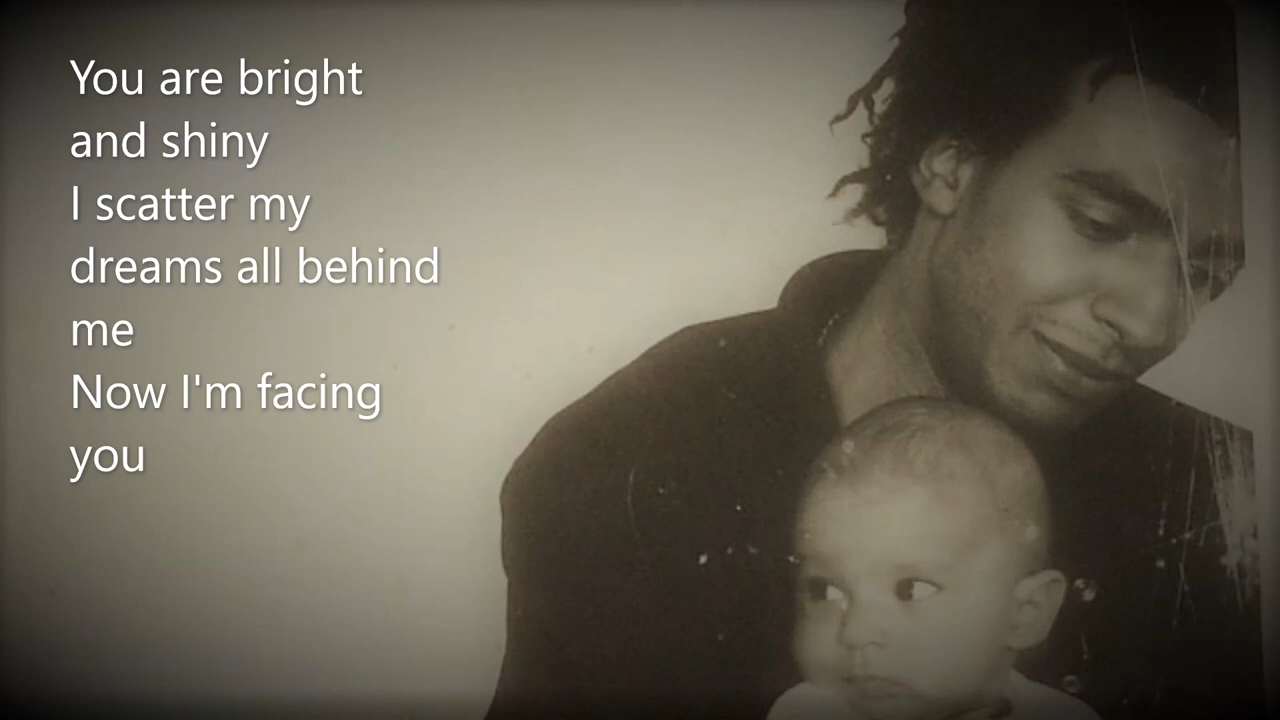 You are bright
and shiny
I scatter my
dreams all behind
me
Now I'm facing
you